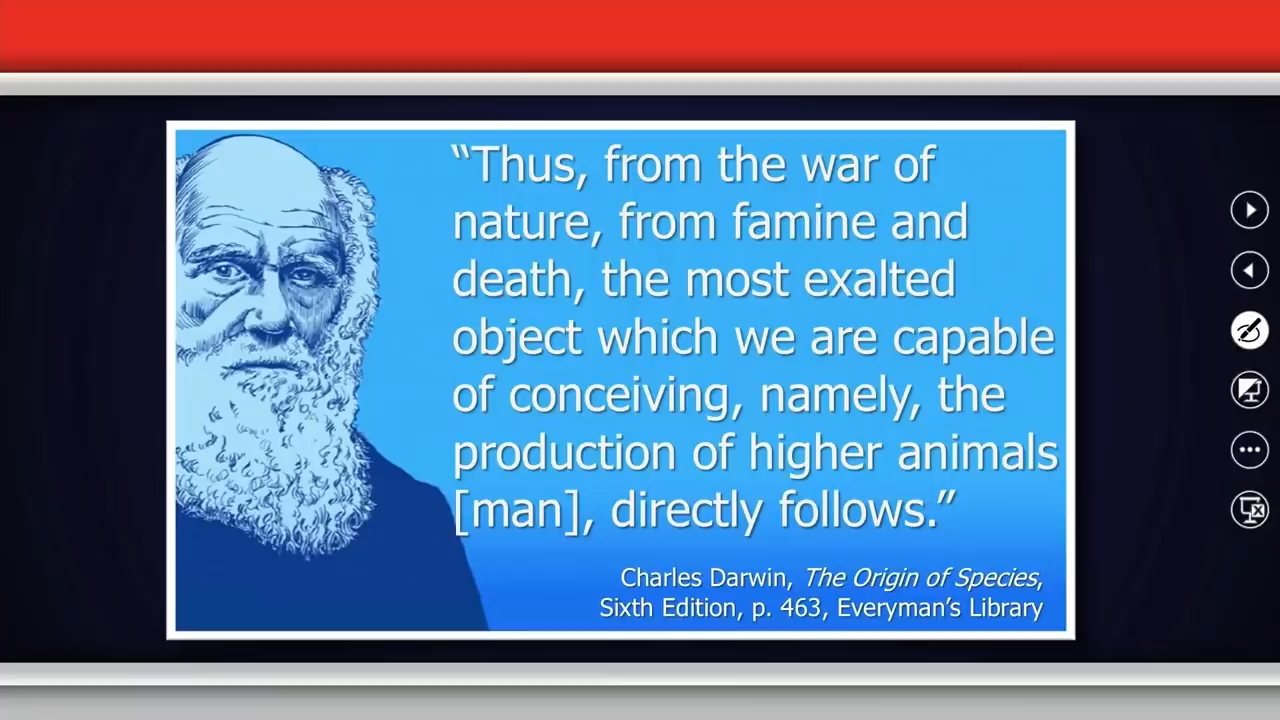 “Thus, from the war of
nature, from famine and
death, the most exalted
object which we are capable
of conceiving, namely, the
production of higher animals
[man], directly follows.”
Charles Darwin, The Origin of Species,
Sixth Edition, p. 463, Everyman’s Library